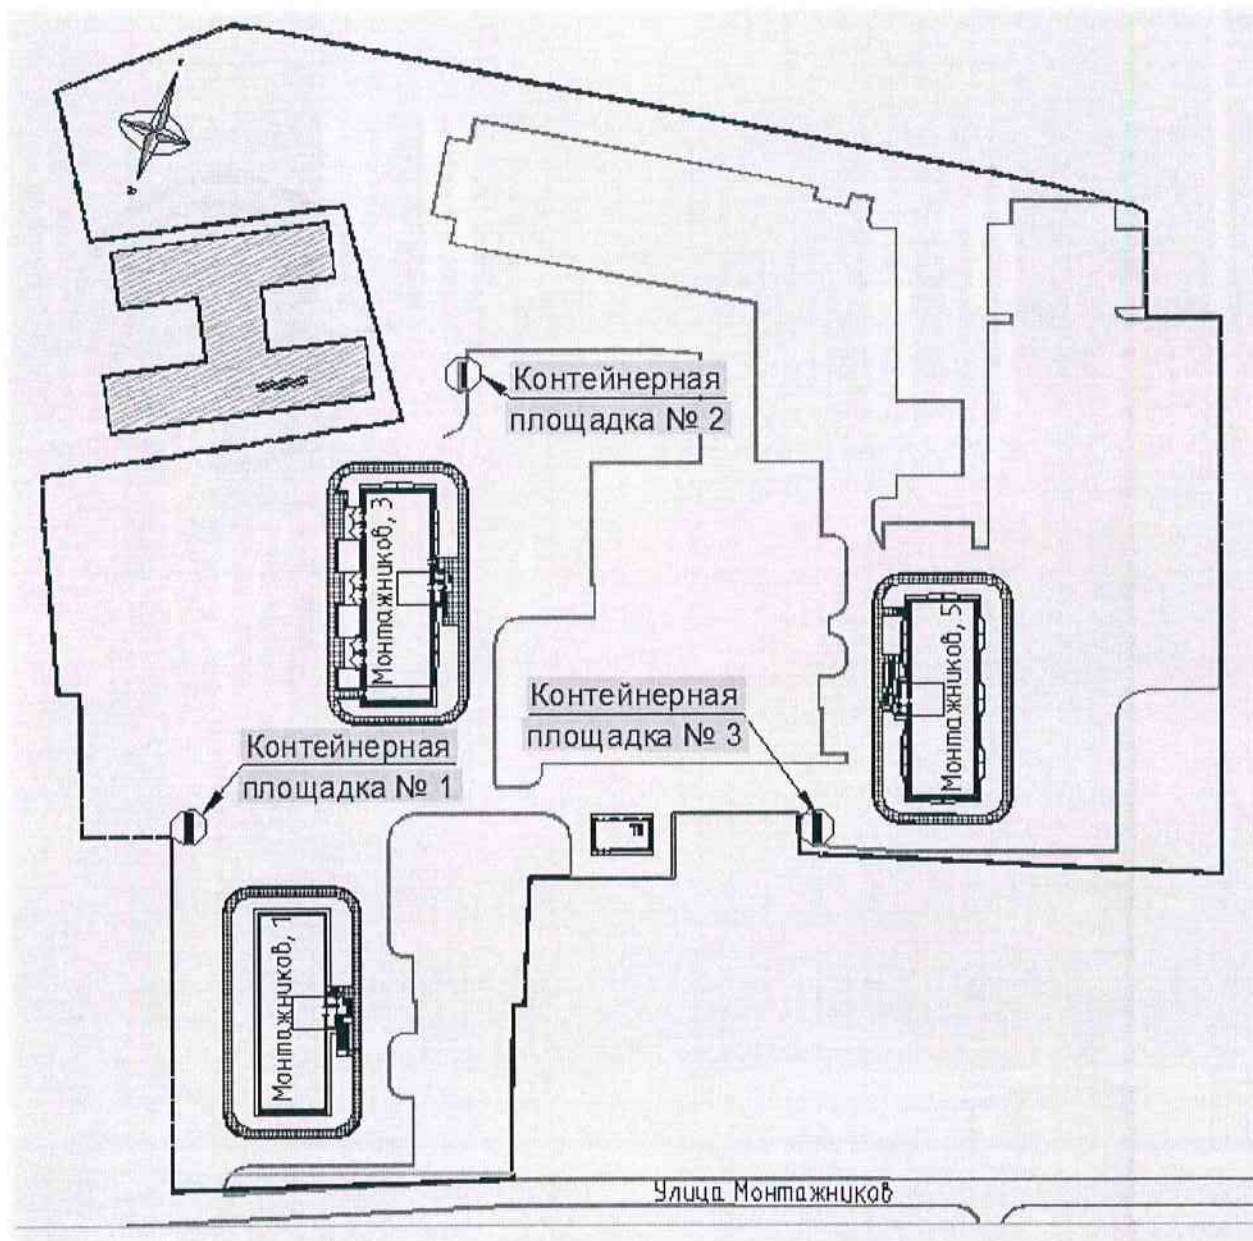 Контейнерная
площадка № 2
Монтажников, 3
Монтажников, 5
Контейнерная
площадка № 3
Контейнерная
площадка № 1
Монтажников, 1
Улица Монтажников